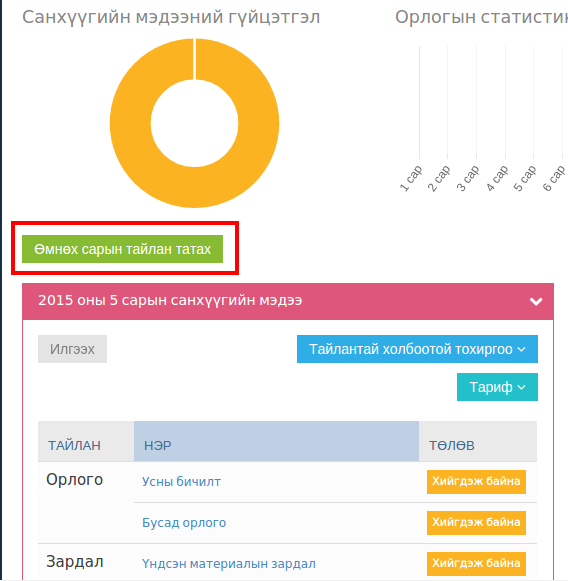 Санхүүгийн мэдээний гүйцэтгэл
Орлогын статистик
1 сар
2 сар
3 сар
4 сар
5 сар
6 сар
Өмнөх сарын тайлан татах
2015 оны 5 сарын санхүүгийн мэдээ
Илгээх
Тайлантай холбоотой тохиргоо
Тариф
ТАЙЛАН НЭР ТӨЛӨВ
Орлого Усны бичилт Хийгдэж байна
Бусад орлого Хийгдэж байна
Зардал Үндсэн материалын зардал Хийгдэж байна